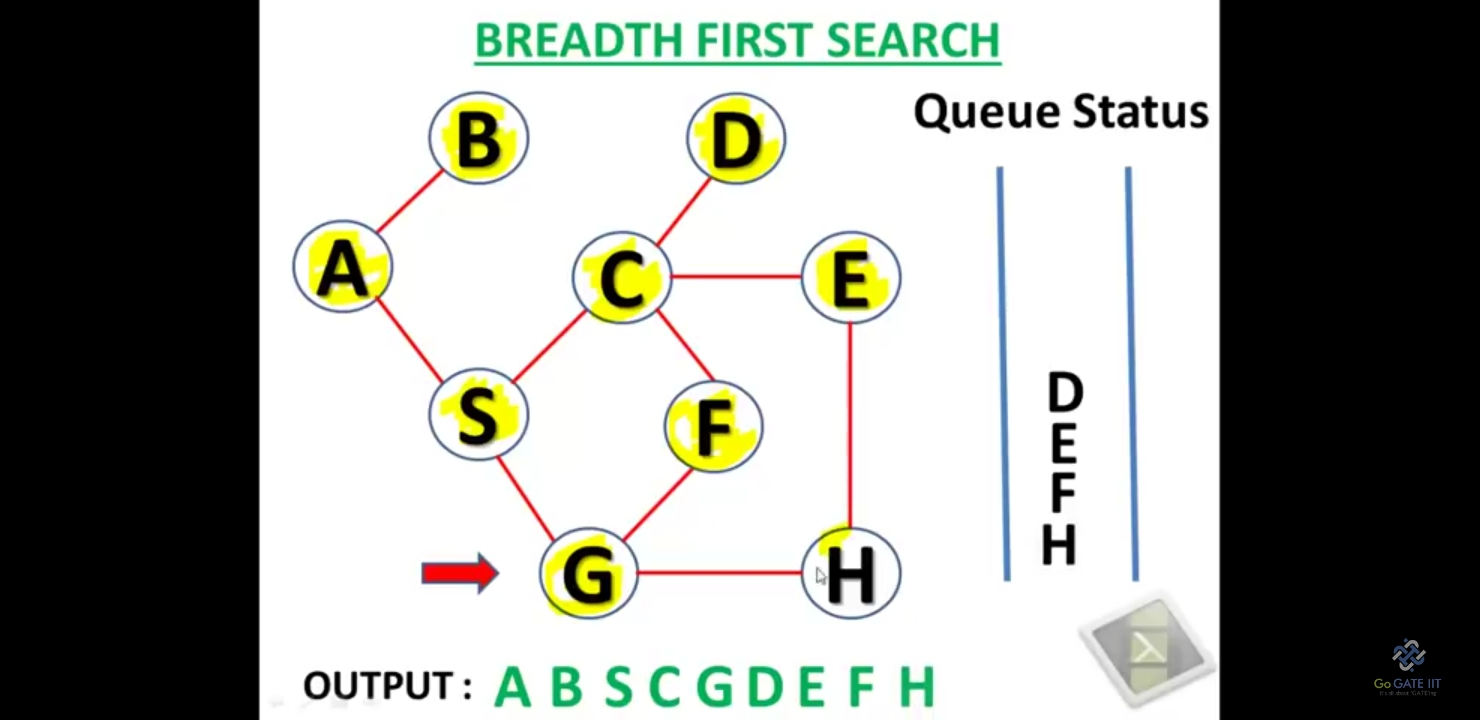 BREADTH FIRST SEARCH
Queue Status
B
D
A
C
E
S
F
G
H
D
E
F
H
OUTPUT : A B S C G D E F H
Go GATE IIT